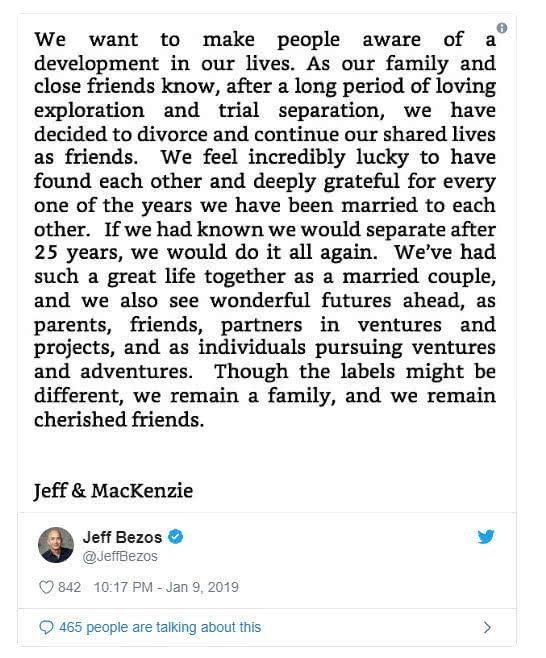 We want to make people aware of a
development in our lives. As our family and
close friends know, after a long period of loving
exploration and trial separation, we have
decided to divorce and continue our shared lives
as friends. We feel incredibly lucky to have
found each other and deeply grateful for every
one of the years we have been married to each
other. If we had known we would separate after
25 years, we would do it all again. We've had
such a great life together as a married couple,
and we also see wonderful futures ahead, as
parents, friends, partners in ventures and
projects, and as individuals pursuing ventures
and adventures. Though the labels might be
different, we remain a family, and we remain
cherished friends.
Jeff & MacKenzie
Jeff Bezos
@JeffBezos
842 10:17 PM - Jan 9, 2019
465 people are talking about this